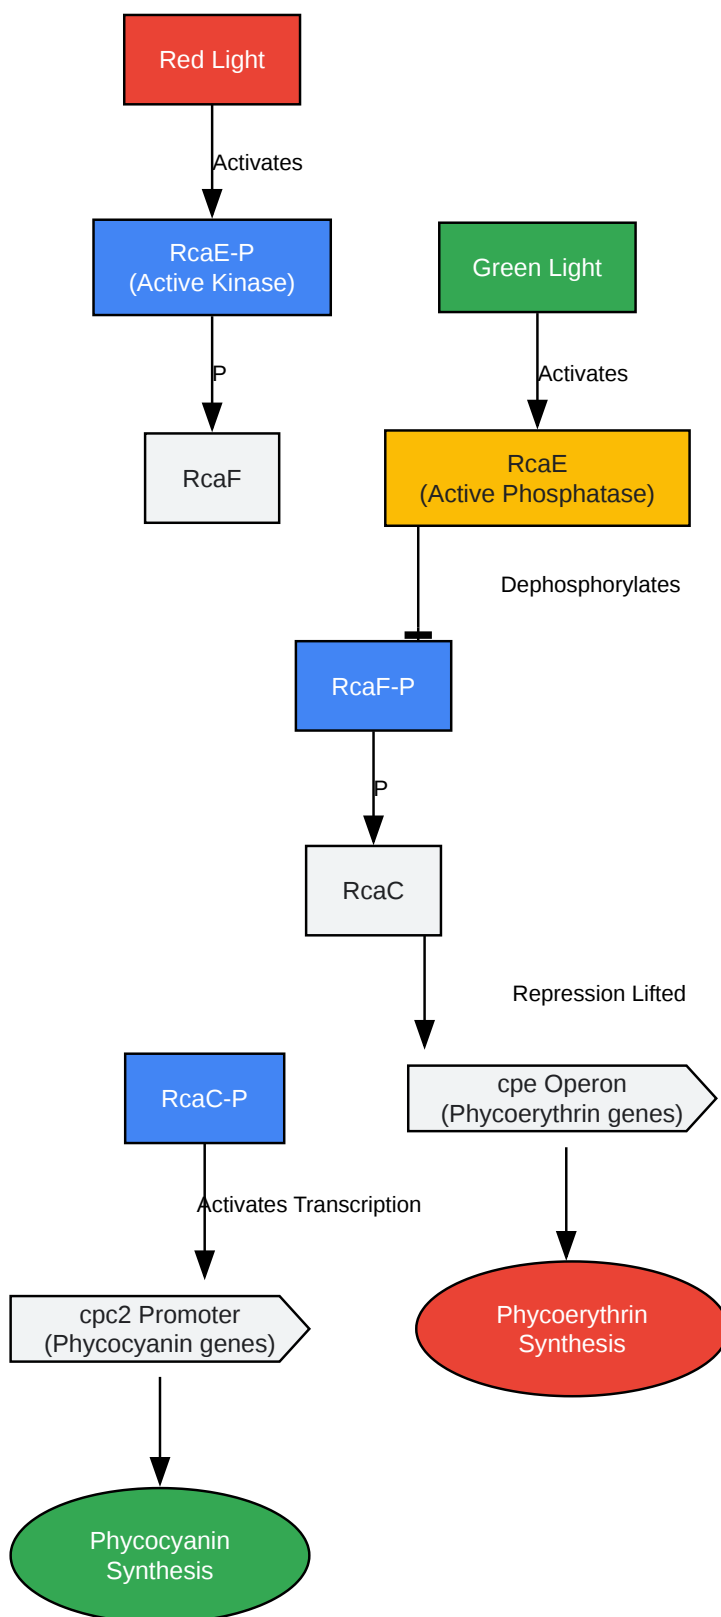 Red Light
Activates
RcaE-P
(Active Kinase)
Green Light
P
Activates
RcaF
RcaE
(Active Phosphatase)
Dephosphorylates
RcaF-P
P
RcaC
Repression Lifted
RcaC-P
cpe Operon
(Phycoerythrin genes)
Activates Transcription
cpc2 Promoter
(Phycocyanin genes)
Phycoerythrin
Synthesis
Phycocyanin
Synthesis